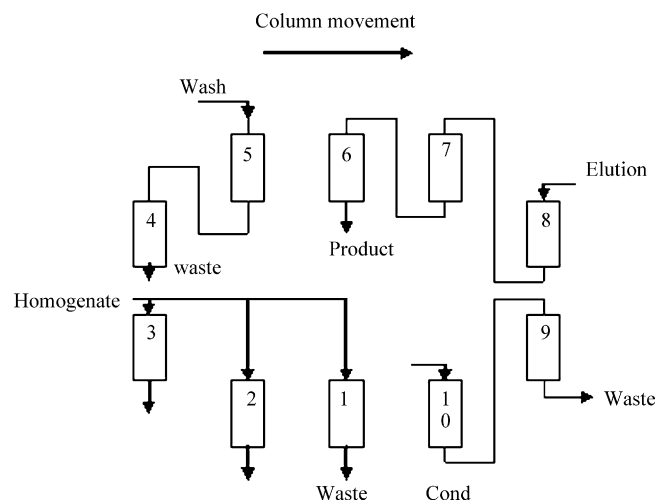 Column movement
Wash
5
6
7
Elution
4
8
Product
waste
Homogenate
3
9
2
1
1
0
Waste
Waste
Cond